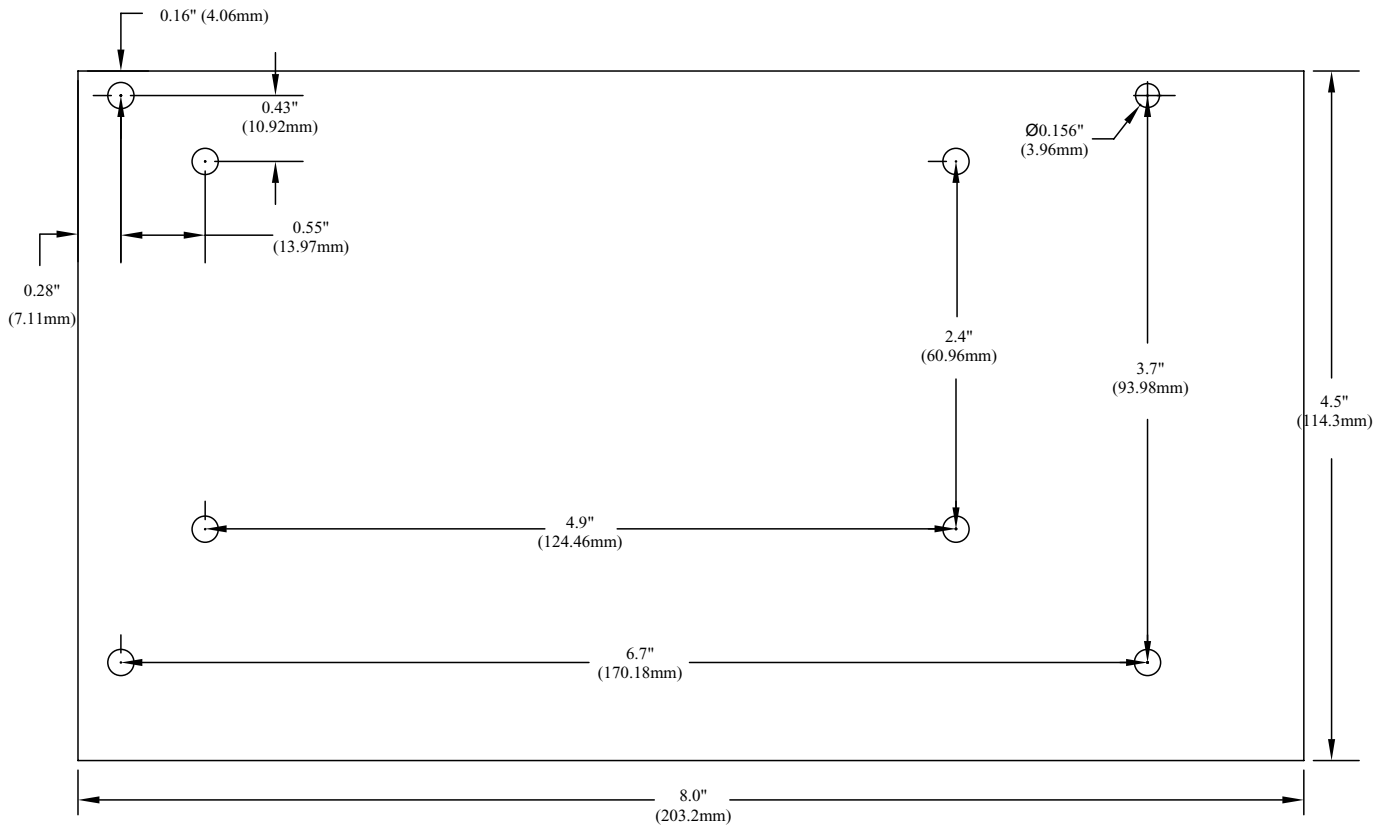 0.16" (4.06mm)
0.43"
(10.92mm)
Ø0.156"
(3.96mm)
0.55"
(13.97mm)
0.28"
(7.11mm)
2.4"
(60.96mm)
3.7"
(93.98mm)
4.5"
(114.3mm)
4.9"
(124.46mm)
6.7"
(170.18mm)
8.0"
(203.2mm)